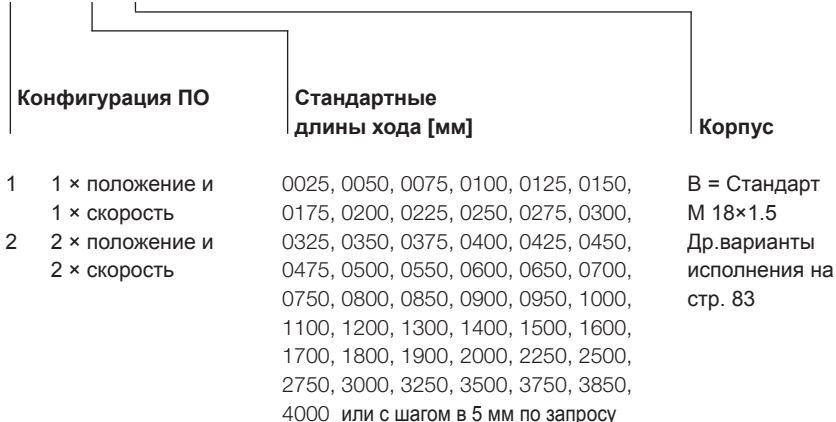 Конфигурация ПО
1 1 × положение и
1 × скорость
2 2 × положение и
2 × скорость
Стандартные
длины хода [мм]
0025, 0050, 0075, 0100, 0125, 0150,
0175, 0200, 0225, 0250, 0275, 0300,
0325, 0350, 0375, 0400, 0425, 0450,
0475, 0500, 0550, 0600, 0650, 0700,
0750, 0800, 0850, 0900, 0950, 1000,
1100, 1200, 1300, 1400, 1500, 1600,
1700, 1800, 1900, 2000, 2250, 2500,
2750, 3000, 3250, 3500, 3750, 3850,
4000 или с шагом в 5 мм по запросу
Корпус
B = Стандарт
M 18×1.5
Др.варианты
исполнения на
стр. 83